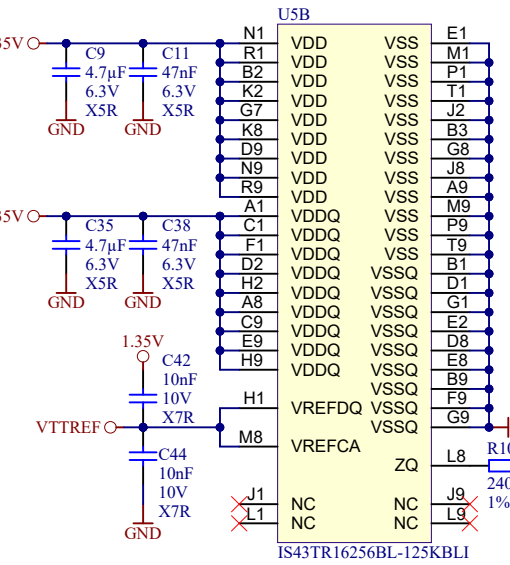 U5B
35V
C9
4.7µF
6.3V
X5R
GND
C11
47nF
6.3V
X5R
GND
N1 VDD VSS E1
R1 VDD VSS M1
B2 VDD VSS P1
K2 VDD VSS T1
G7 VDD VSS J2
K8 VDD VSS B3
D9 VDD VSS G8
N9 VDD VSS J8
R9 VDD VSS A9
35V
C35
4.7µF
6.3V
X5R
GND
C38
47nF
6.3V
X5R
GND
A1 VDDQ VSS M9
C1 VDDQ VSS P9
F1 VDDQ VSS T9
D2 VDDQ VSSQ B1
H2 VDDQ VSSQ D1
A8 VDDQ VSSQ G1
C9 VDDQ VSSQ E2
E9 VDDQ VSSQ D8
H9 VDDQ VSSQ E8
VSSQ B9
1.35V
C42
10nF
10V
X7R
H1 VREFDQ VSSQ F9
VSSQ G9
VTTREF
M8 VREFCA
ZQ L8
R10
240
1%
C44
10nF
10V
X7R
GND
J1 NC NC J9
L1 NC NC L9
IS43TR16256BL-125KBLI